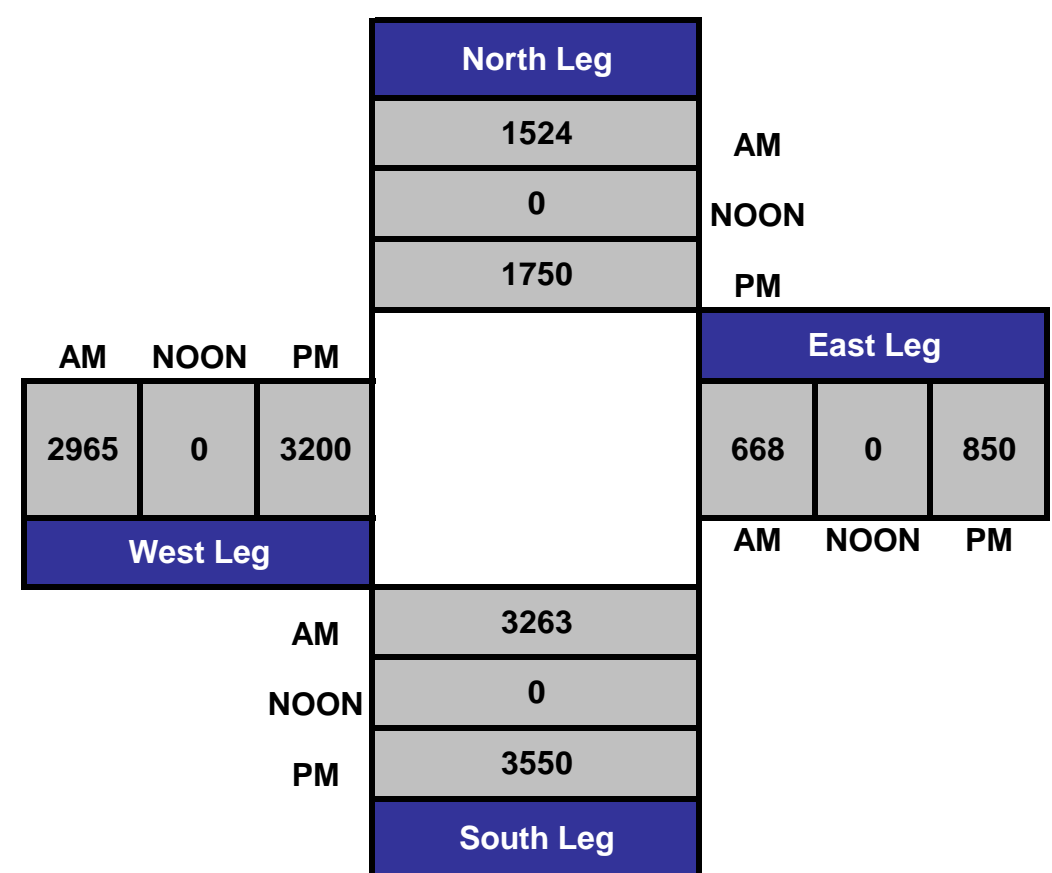 North Leg
1524 AM
0 NOON
1750 PM
East Leg
AM NOON PM
2965 0 3200
668 0 850
West Leg
AM NOON PM
AM 3263
NOON 0
PM 3550
South Leg